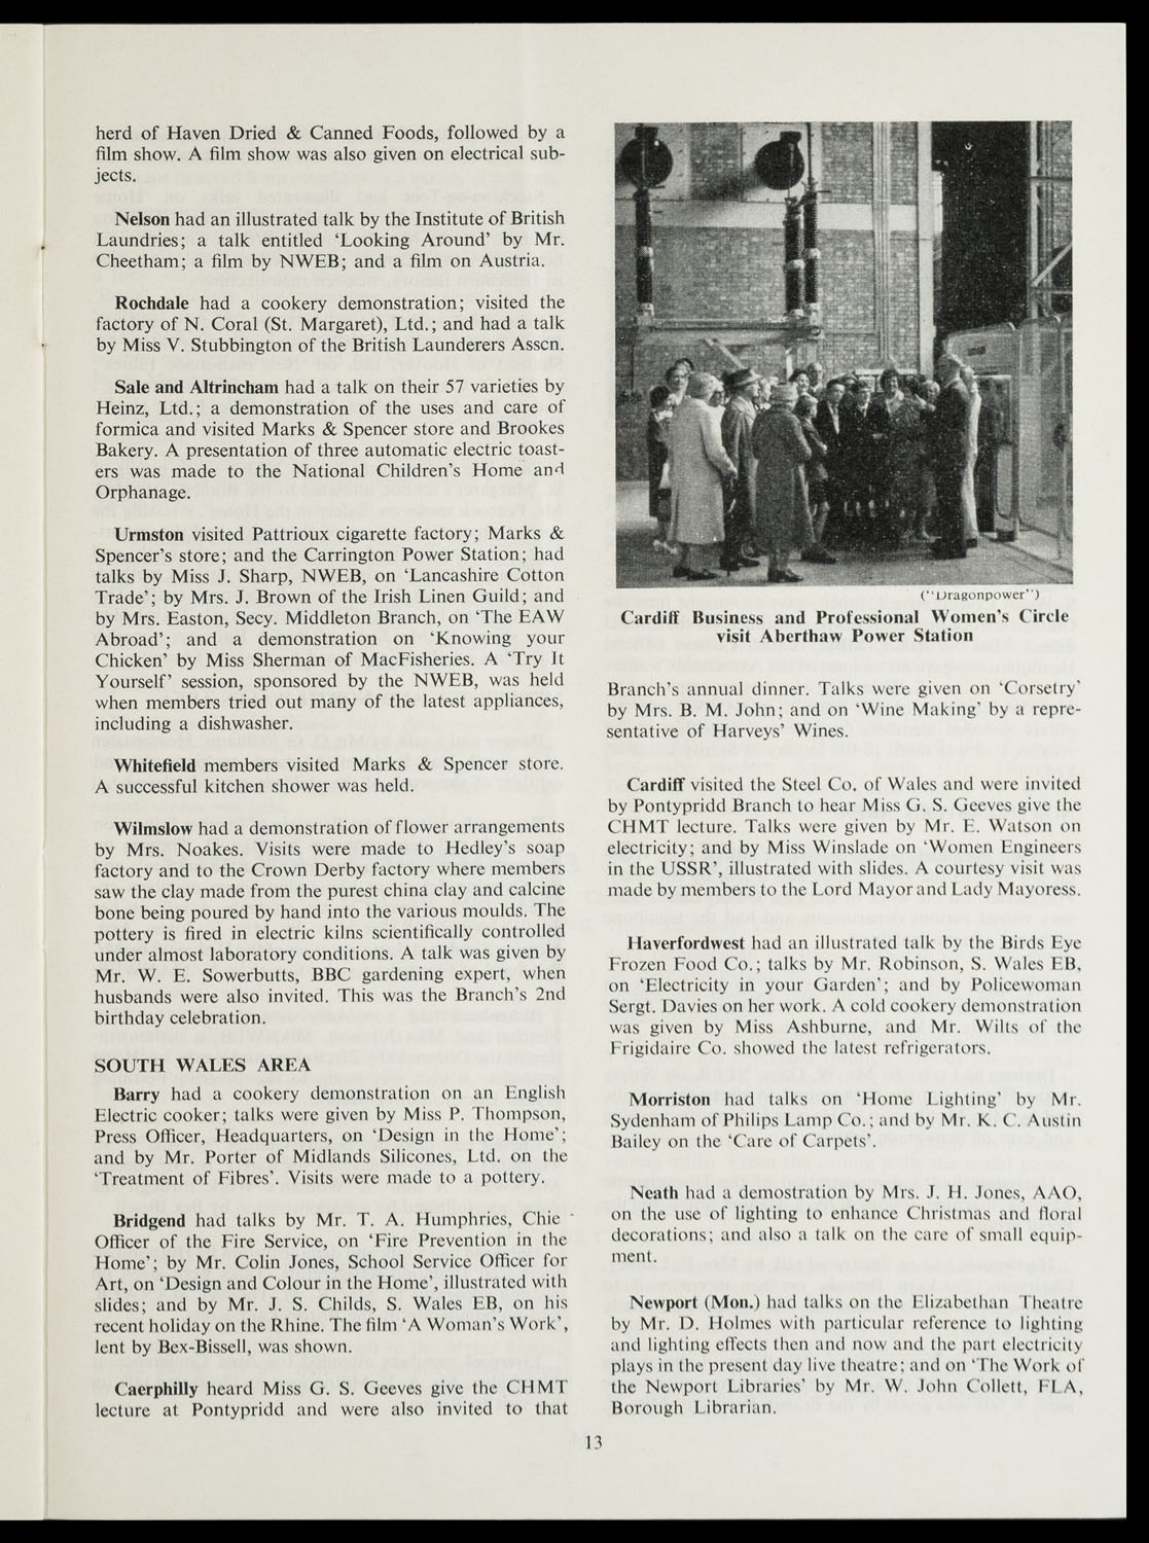 herd of Haven Dried & Canned Foods, followed by a
film show. A film show was also given on electrical sub-
jects.
Nelson had an illustrated talk by the Institute of British
Laundries; a talk entitled ‘Looking Around’ by Mr.
Cheetham; a film by NWEB; and a film on Austria.
Rochdale had a cookery demonstration; visited the
factory of N. Coral (St. Margaret), Ltd.; and had a talk
by Miss V. Stubbington of the British Launderers Asscn.
Sale and Altrincham had a talk on their 57 varieties by
Heinz, Ltd.; a demonstration of the uses and care of
formica and visited Marks & Spencer store and Brookes
Bakery. A presentation of three automatic electric toast-
ers was made to the National Children’s Home and
Orphanage.
Urmston visited Pattrioux cigarette factory; Marks &
Spencer’s store; and the Carrington Power Station; had
talks by Miss J. Sharp, NWEB, on ‘Lancashire Cotton
Trade’; by Mrs. J. Brown of the Irish Linen Guild; and
by Mrs. Easton, Secy. Middleton Branch, on ‘The EAW
Abroad’; and a demonstration on ‘Knowing your
Chicken’ by Miss Sherman of MacFisheries. A ‘Try It
Yourself’ session, sponsored by the NWEB, was held
when members tried out many of the latest appliances,
including a dishwasher.
Whitefield members visited Marks & Spencer store.
A successful kitchen shower was held.
Wilmslow had a demonstration of flower arrangements
by Mrs. Noakes. Visits were made to Hedley’s soap
factory and to the Crown Derby factory where members
saw the clay made from the purest china clay and calcine
bone being poured by hand into the various moulds. The
pottery is fired in electric kilns scientifically controlled
under almost laboratory conditions. A talk was given by
Mr. W. E. Sowerbutts, BBC gardening expert, when
husbands were also invited. This was the Branch’s 2nd
birthday celebration.
SOUTH WALES AREA
Barry had a cookery demonstration on an English
Electric cooker; talks were given by Miss P. Thompson,
Press Officer, Headquarters, on ‘Design in the Home’;
and by Mr. Porter of Midlands Silicones, Ltd. on the
‘Treatment of Fibres’. Visits were made to a pottery.
Bridgend had talks by Mr. T. A. Humphries, Chie
Officer of the Fire Service, on ‘Fire Prevention in the
Home’; by Mr. Colin Jones, School Service Officer for
Art, on ‘Design and Colour in the Home’, illustrated with
slides; and by Mr. J. S. Childs, S. Wales EB, on his
recent holiday on the Rhine. The film ‘A Woman’s Work’,
lent by Bex-Bissell, was shown.
Caerphilly heard Miss G. S. Geeves give the CHMT
lecture at Pontypridd and were also invited to that
(“Dragonpower”)
Cardiff Business and Professional Women’s Circle
visit Aberthaw Power Station
Branch’s annual dinner. Talks were given on ‘Corsetry’
by Mrs. B. M. John; and on ‘Wine Making’ by a repre-
sentative of Harveys’ Wines.
Cardiff visited the Steel Co. of Wales and were invited
by Pontypridd Branch to hear Miss G. S. Geeves give the
CHMT lecture. Talks were given by Mr. E. Watson on
electricity; and by Miss Winslade on ‘Women Engineers
in the USSR’, illustrated with slides. A courtesy visit was
made by members to the Lord Mayor and Lady Mayoress.
Haverfordwest had an illustrated talk by the Birds Eye
Frozen Food Co.; talks by Mr. Robinson, S. Wales EB,
on ‘Electricity in your Garden’; and by Policewoman
Sergt. Davies on her work. A cold cookery demonstration
was given by Miss Ashburne, and Mr. Wilts of the
Frigidaire Co. showed the latest refrigerators.
Morriston had talks on ‘Home Lighting’ by Mr.
Sydenham of Philips Lamp Co.; and by Mr. K. C. Austin
Bailey on the ‘Care of Carpets’.
Neath had a demostration by Mrs. J. H. Jones, AAO,
on the use of lighting to enhance Christmas and floral
decorations; and also a talk on the care of small equip-
ment.
Newport (Mon.) had talks on the Elizabethan Theatre
by Mr. D. Holmes with particular reference to lighting
and lighting effects then and now and the part electricity
plays in the present day live theatre; and on ‘The Work of
the Newport Libraries’ by Mr. W. John Collett, FLA,
Borough Librarian.
13